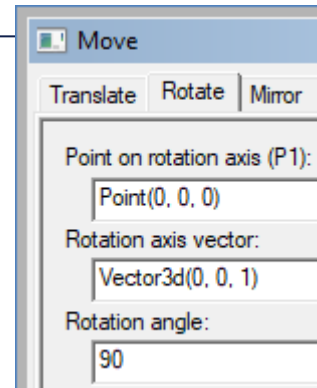 Move
Translate Rotate Mirror
Point on rotation axis (P1):
Point(0, 0, 0)
Rotation axis vector:
Vector3d(0, 0, 1)
Rotation angle:
90